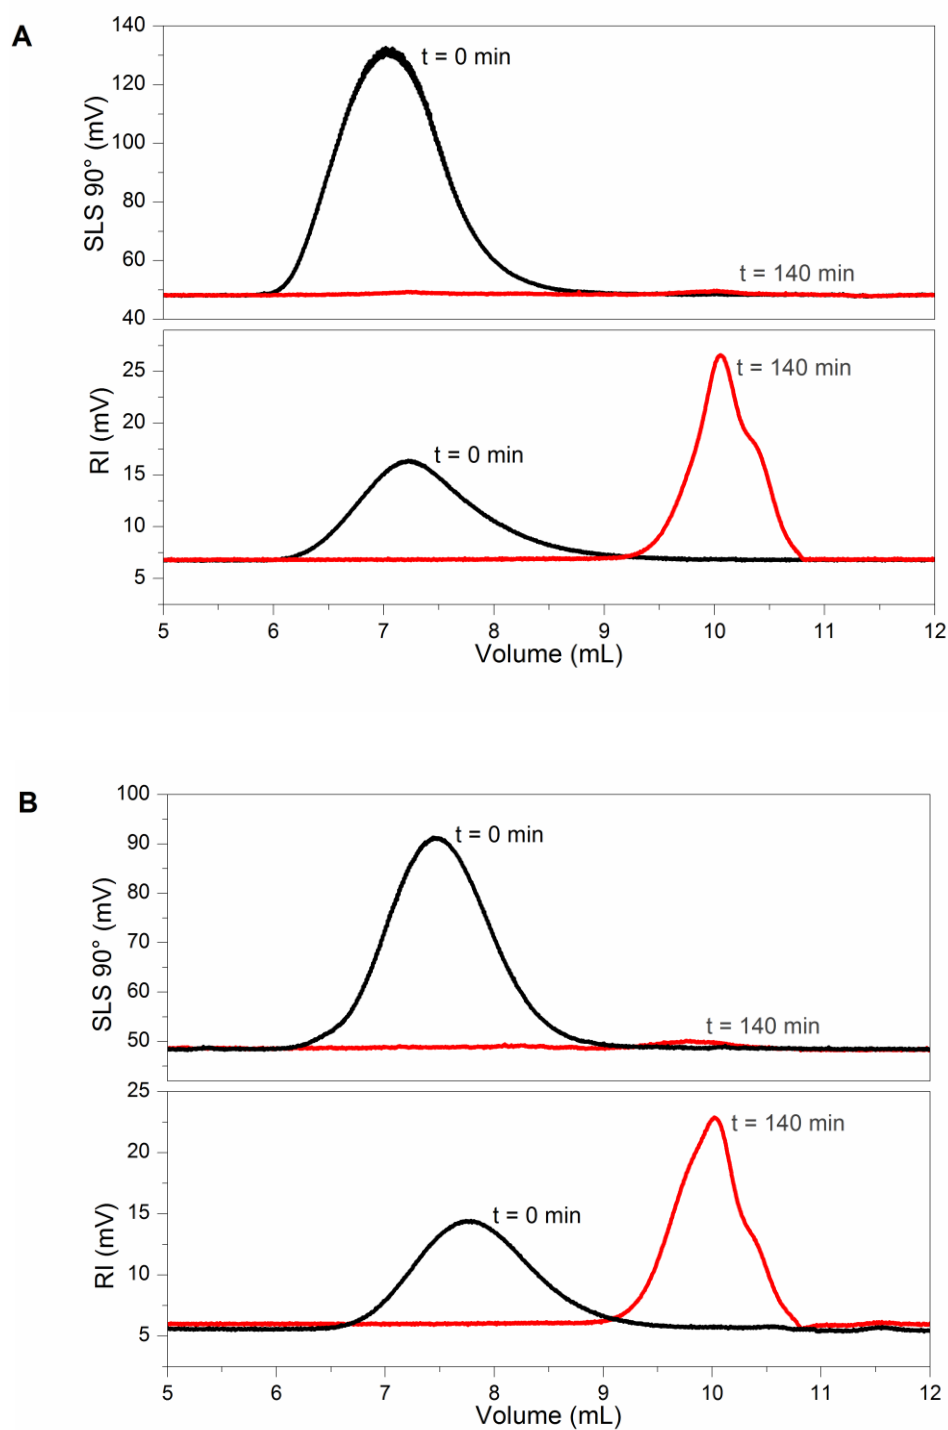 A
SLS 90° (mV)
140
120
100
80
60
40
t = 0 min
t = 140 min
RI (mV)
25
20
15
10
5
t = 140 min
t = 0 min
5 6 7 8 9 10 11 12
Volume (mL)
B
SLS 90° (mV)
100
90
80
70
60
50
t = 0 min
t = 140 min
RI (mV)
25
20
15
10
5
t = 140 min
t = 0 min
5 6 7 8 9 10 11 12
Volume (mL)